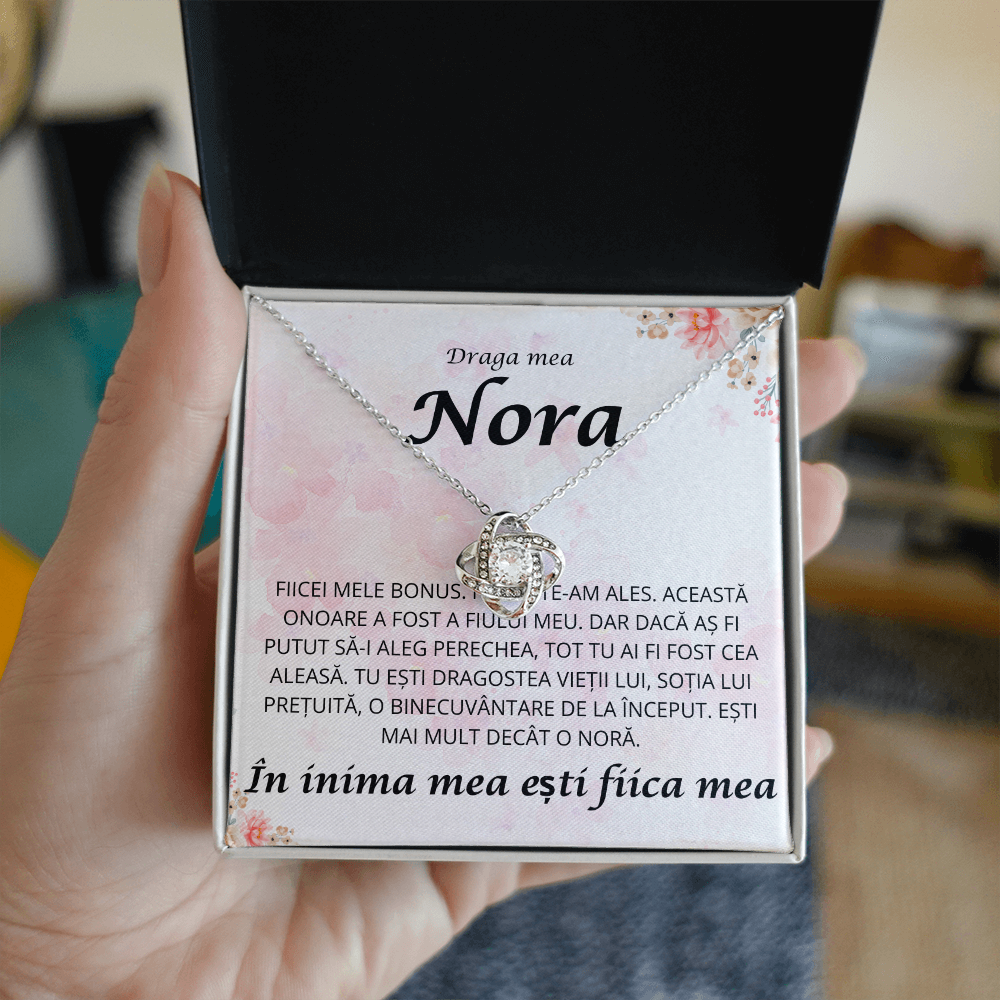 Draga mea
Nora
FIICEI MELE BONUS. TE-AM ALES. ACEASTĂ
ONOARE A FOST A FIULUI MEU. DAR DACĂ AȘ FI
PUTUT SĂ-I ALEG PERECHEA, TOT TU AI FI FOST CEA
ALEASĂ. TU EȘTI DRAGOSTEA VIEȚII LUI, SOȚIA LUI
PREȚUITĂ, O BINECUVÂNTARE DE LA ÎNCEPUT. EȘTI
MAI MULT DECÂT O NORĂ.
În inima mea ești fiica mea